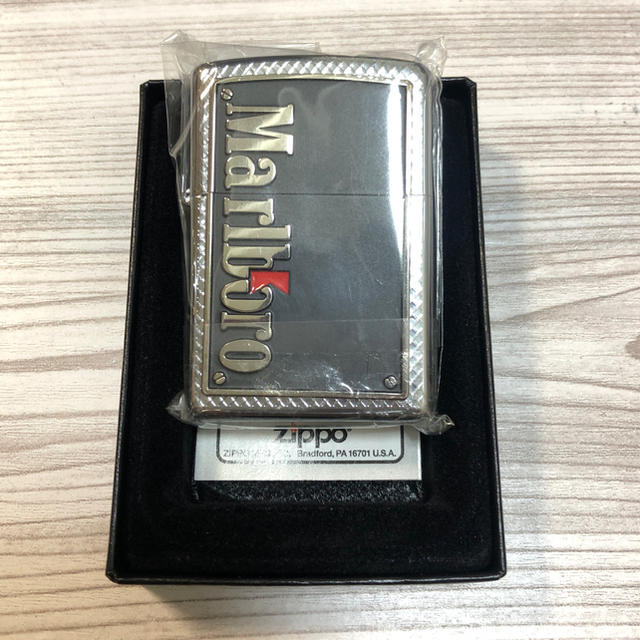 Marlboro
zippo
Bradford, PA 16701 U.S.A.